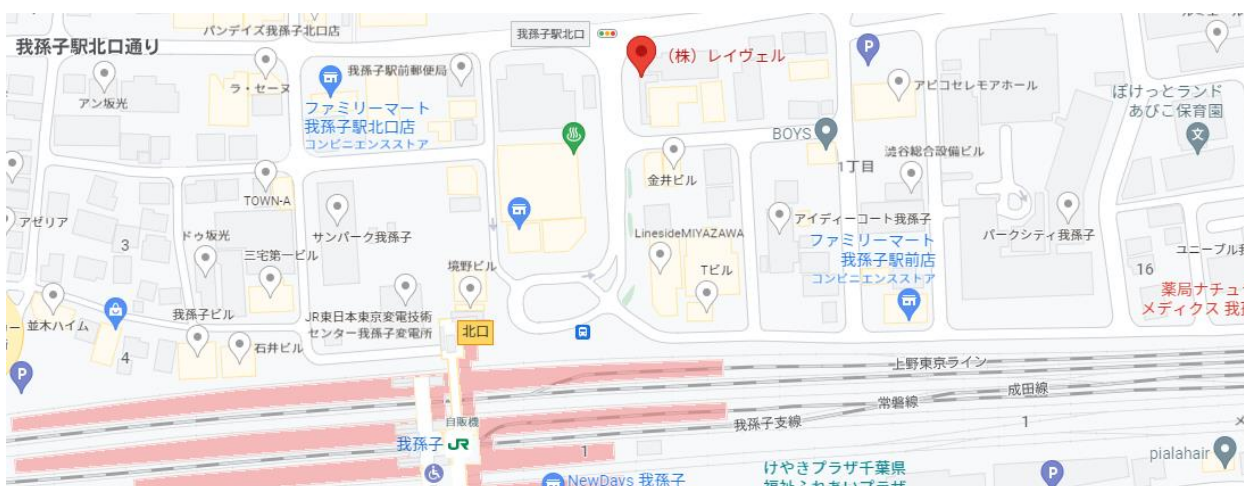 パンデイズ我孫子北口店
我孫子駅北口
我孫子駅北口通り
(株)レイヴェル
P
我孫子駅前郵便局
アン坂光
ラ・セーヌ
アビコセレモアホール
ぽけっとランド
あびこ保育園
文
ファミリーマート
我孫子駅北口店
コンビニエンスストア
BOYS
1丁目
澁谷総合設備ビル
金井ビル
TOWN-A
アゼリア
3
ドゥ坂光
サンパーク我孫子
LinesideMIYAZAWA
アイディーコート我孫子
パークシティ我孫子
ファミリーマート
我孫子駅前店
コンビニエンスストア
三宅第一ビル
境野ビル
Tビル
16
薬局ナチュ
メディクス 我
並木ハイム
我孫子ビル
JR東日本東京変電技術
センター我孫子変電所
北口
石井ビル
4
P
上野東京ライン
成田線
常磐線
我孫子支線
自販機
我孫子
JR
1
1
pialahair
P
NewDays 我孫子
けやきプラザ千葉県